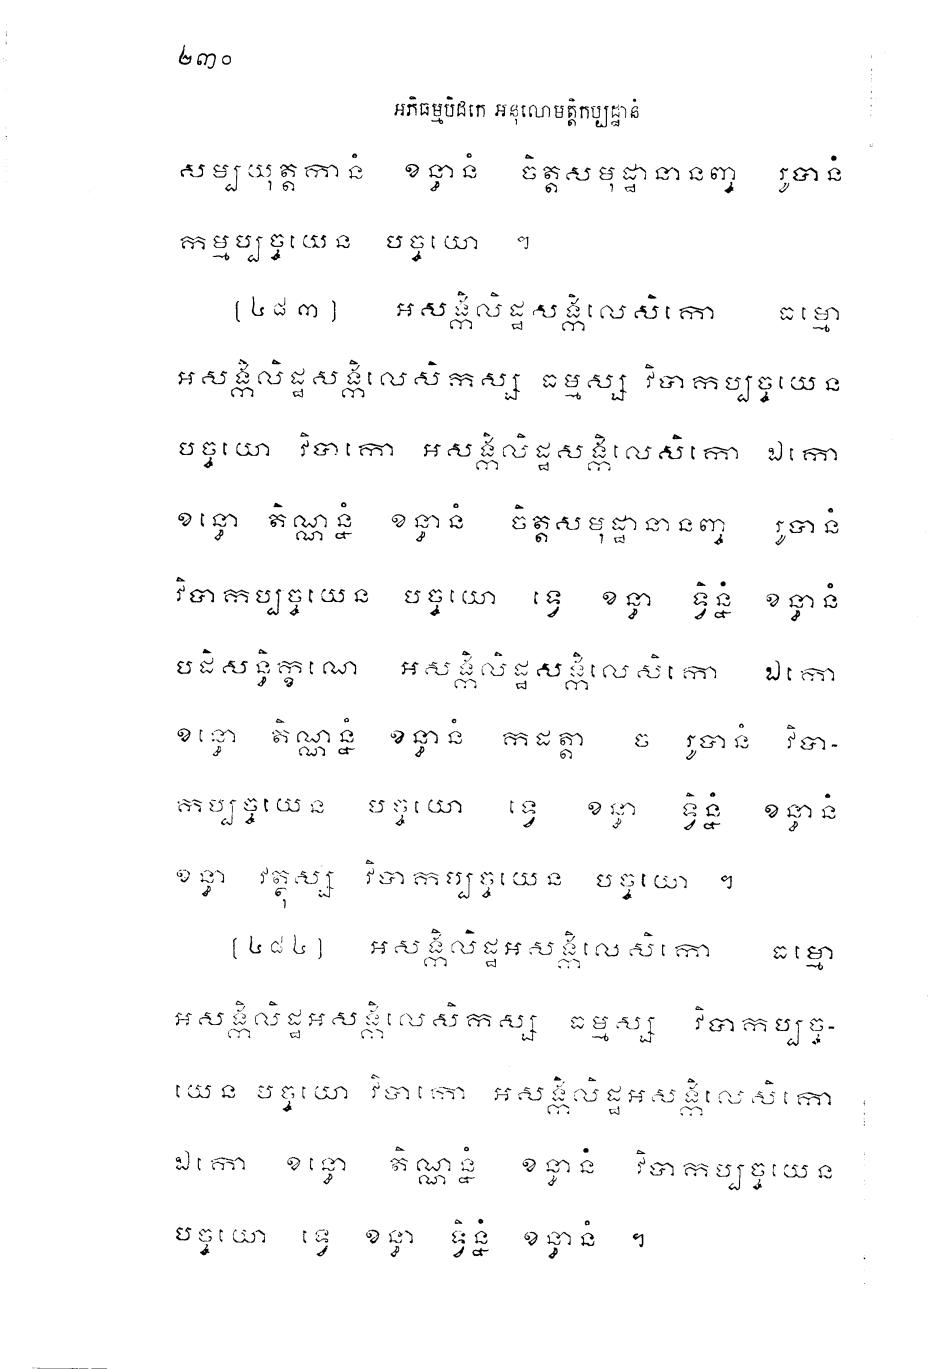 ២៣០
អភិធម្មបិដកេ អនុលោមត្តិកប្បដ្ឋានំ
សម្បយុត្តកានំ ខន្ធានំ ចិត្តសមុដ្ឋានានញ្ច រូបានំ
កម្មប្បច្ចយេន បច្ចយោ ។
(៤៨៣) អសង្កិលិដ្ឋសង្កិលេសិកោ ធម្មោ
អសង្កិលិដ្ឋសង្កិលេសិកស្ស ធម្មស្ស វិបាកប្បច្ចយេន
បច្ចយោ វិបាកោ អសង្កិលិដ្ឋសង្កិលេសិកោ ឯកោ
ខន្ធោ តិណ្ណន្នំ ខន្ធានំ ចិត្តសមុដ្ឋានានញ្ច រូបានំ
វិបាកប្បច្ចយេន បច្ចយោ ទ្វេ ខន្ធា ទ្វិន្នំ ខន្ធានំ
បដិសន្ធិក្ខណេ អសង្កិលិដ្ឋសង្កិលេសិកោ ឯកោ
ខន្ធោ តិណ្ណន្នំ ខន្ធានំ កដត្តា ច រូបានំ វិបា-
កប្បច្ចយេន បច្ចយោ ទ្វេ ខន្ធា ទ្វិន្នំ ខន្ធានំ
ខន្ធា វត្ថុស្ស វិបាកប្បច្ចយេន បច្ចយោ ។
(៤៨៤) អសង្កិលិដ្ឋអសង្កិលេសិកោ ធម្មោ
អសង្កិលិដ្ឋអសង្កិលេសិកស្ស ធម្មស្ស វិបាកប្បច្ច-
យេន បច្ចយោ វិបាកោ អសង្កិលិដ្ឋអសង្កិលេសិកោ
ឯកោ ខន្ធោ តិណ្ណន្នំ ខន្ធានំ វិបាកប្បច្ចយេន
បច្ចយោ ទ្វេ ខន្ធា ទ្វិន្នំ ខន្ធានំ ។